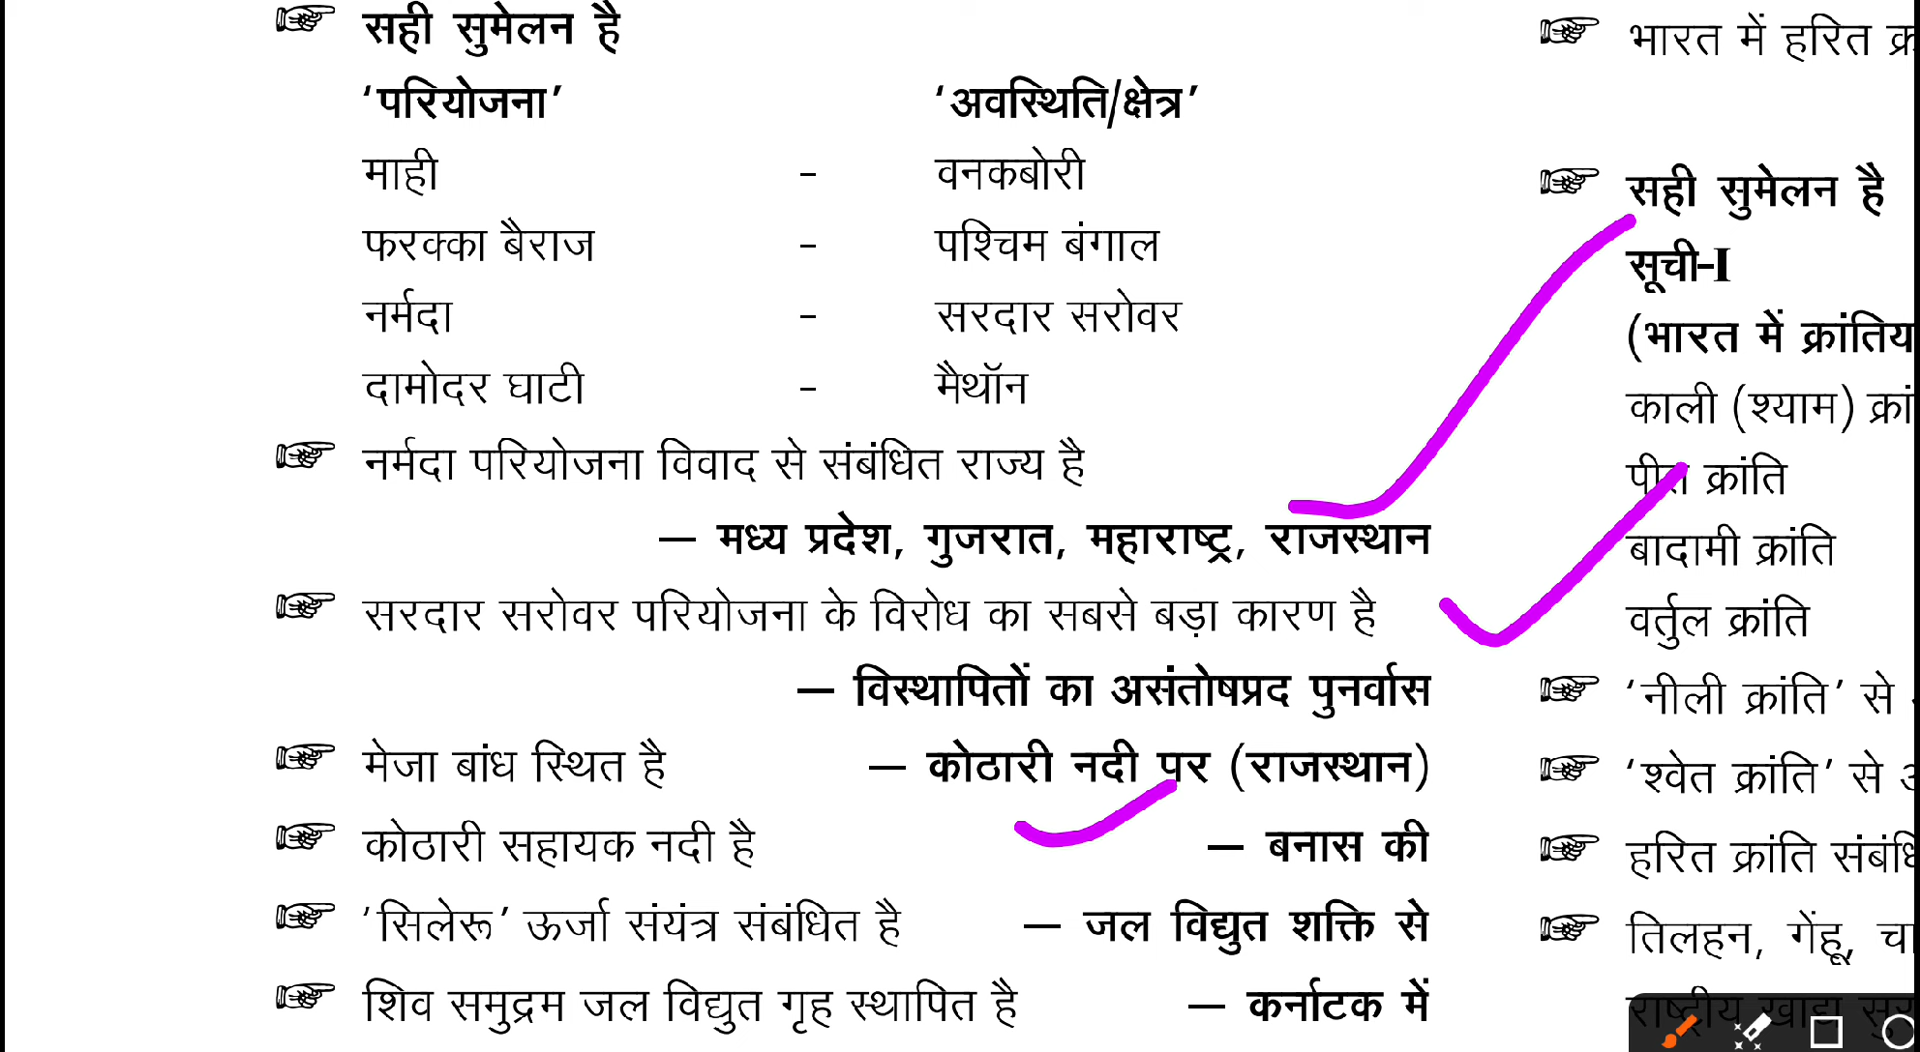 सही सुमेलन है
'परियोजना' 'अवस्थिति/क्षेत्र'
माही - वनकबोरी
फरक्का बैराज - पश्चिम बंगाल
नर्मदा - सरदार सरोवर
दामोदर घाटी - मैथॉन
नर्मदा परियोजना विवाद से संबंधित राज्य है
— मध्य प्रदेश, गुजरात, महाराष्ट्र, राजस्थान
सरदार सरोवर परियोजना के विरोध का सबसे बड़ा कारण है
— विस्थापितों का असंतोषप्रद पुनर्वास
मेजा बांध स्थित है — कोठारी नदी पर (राजस्थान)
कोठारी सहायक नदी है — बनास की
'सिलेरू' ऊर्जा संयंत्र संबंधित है — जल विद्युत शक्ति से
शिव समुद्रम जल विद्युत गृह स्थापित है — कर्नाटक में
भारत में हरित
सही सुमेलन है
सूची-I
(भारत में
काली (श्याम)
पीत क्रांति
बादामी क्रांति
वर्तुल क्रांति
'नीली क्रांति' से
'श्वेत क्रांति' से
हरित क्रांति
तिलहन, गेंहू,
राष्ट्रीय खाद्य